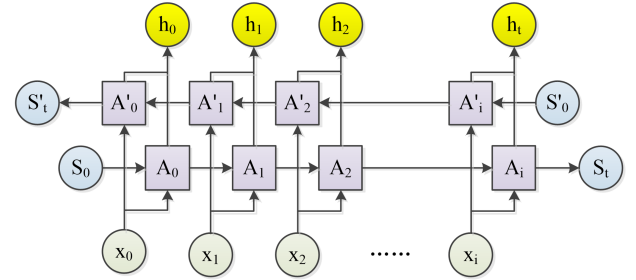 h₀ h₁ h₂ hₜ
S'ₜ A'₀ A'₁ A'₂ A'ᵢ S'₀
S₀ A₀ A₁ A₂ Aᵢ Sₜ
x₀ x₁ x₂ ...... xᵢ